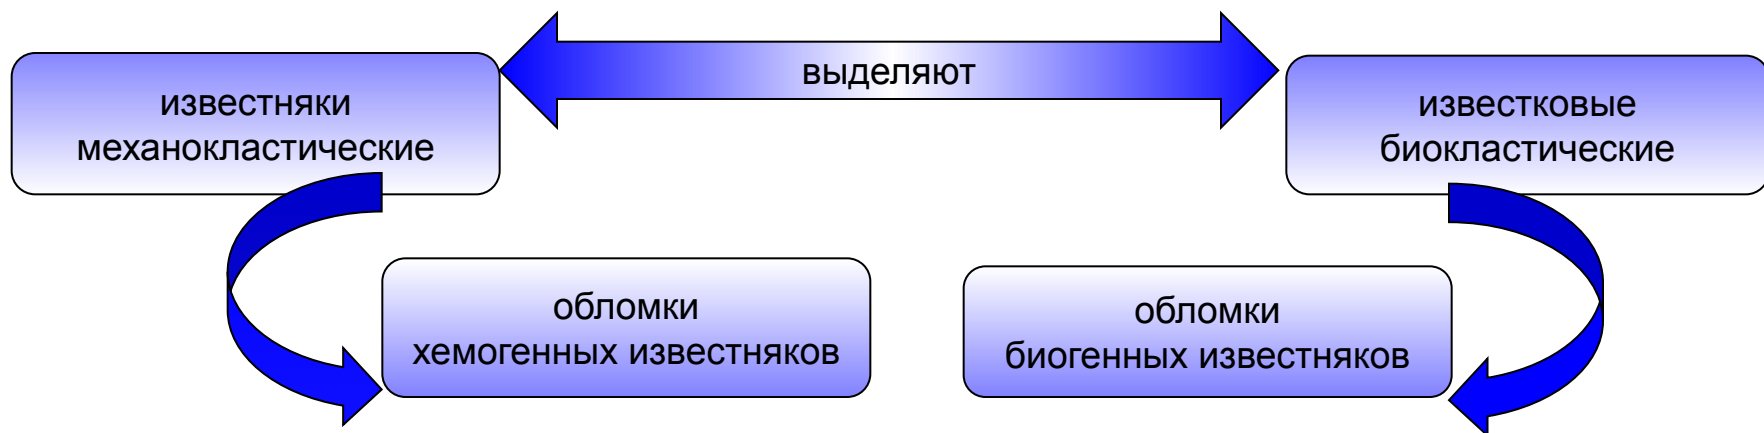 выделяют
известняки
механокластические
известковые
биокластические
обломки
хемогенных известняков
обломки
биогенных известняков